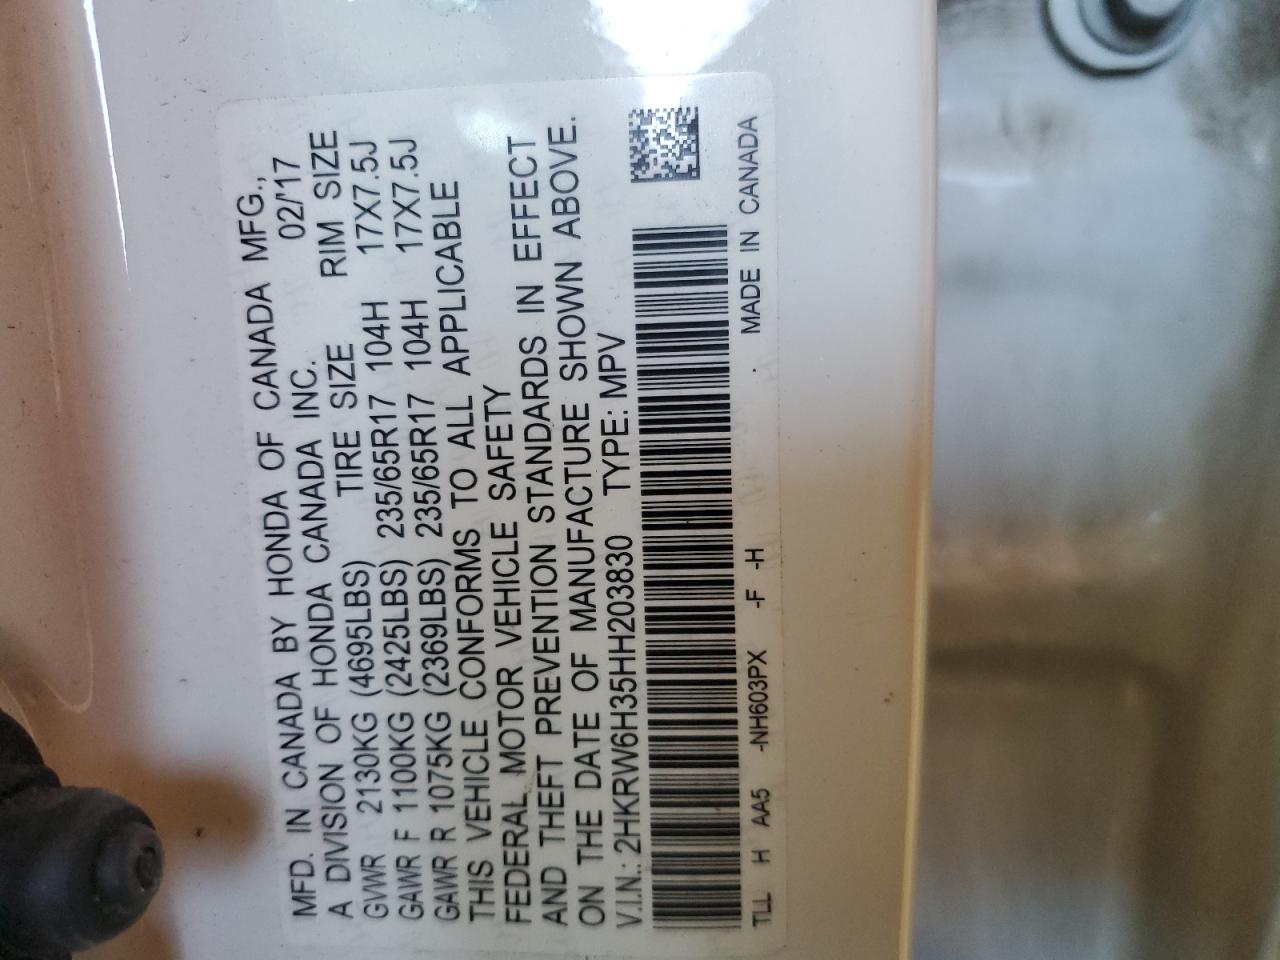 MFD. IN CANADA BY HONDA OF CANADA MFG.,
A DIVISION OF HONDA CANADA INC. 02/'17
GVWR 2130KG (4695LBS) TIRE SIZE RIM SIZE
GAWR F 1100KG (2425LBS) 235/65R17 104H 17X7.5J
GAWR R 1075KG (2369LBS) 235/65R17 104H 17X7.5J
THIS VEHICLE CONFORMS TO ALL APPLICABLE
FEDERAL MOTOR VEHICLE SAFETY
AND THEFT PREVENTION STANDARDS IN EFFECT
ON THE DATE OF MANUFACTURE SHOWN ABOVE.
V.I.N.: 2HKRW6H35HH203830 TYPE: MPV
TLL H AA5 -NH603PX -F -H . MADE IN CANADA